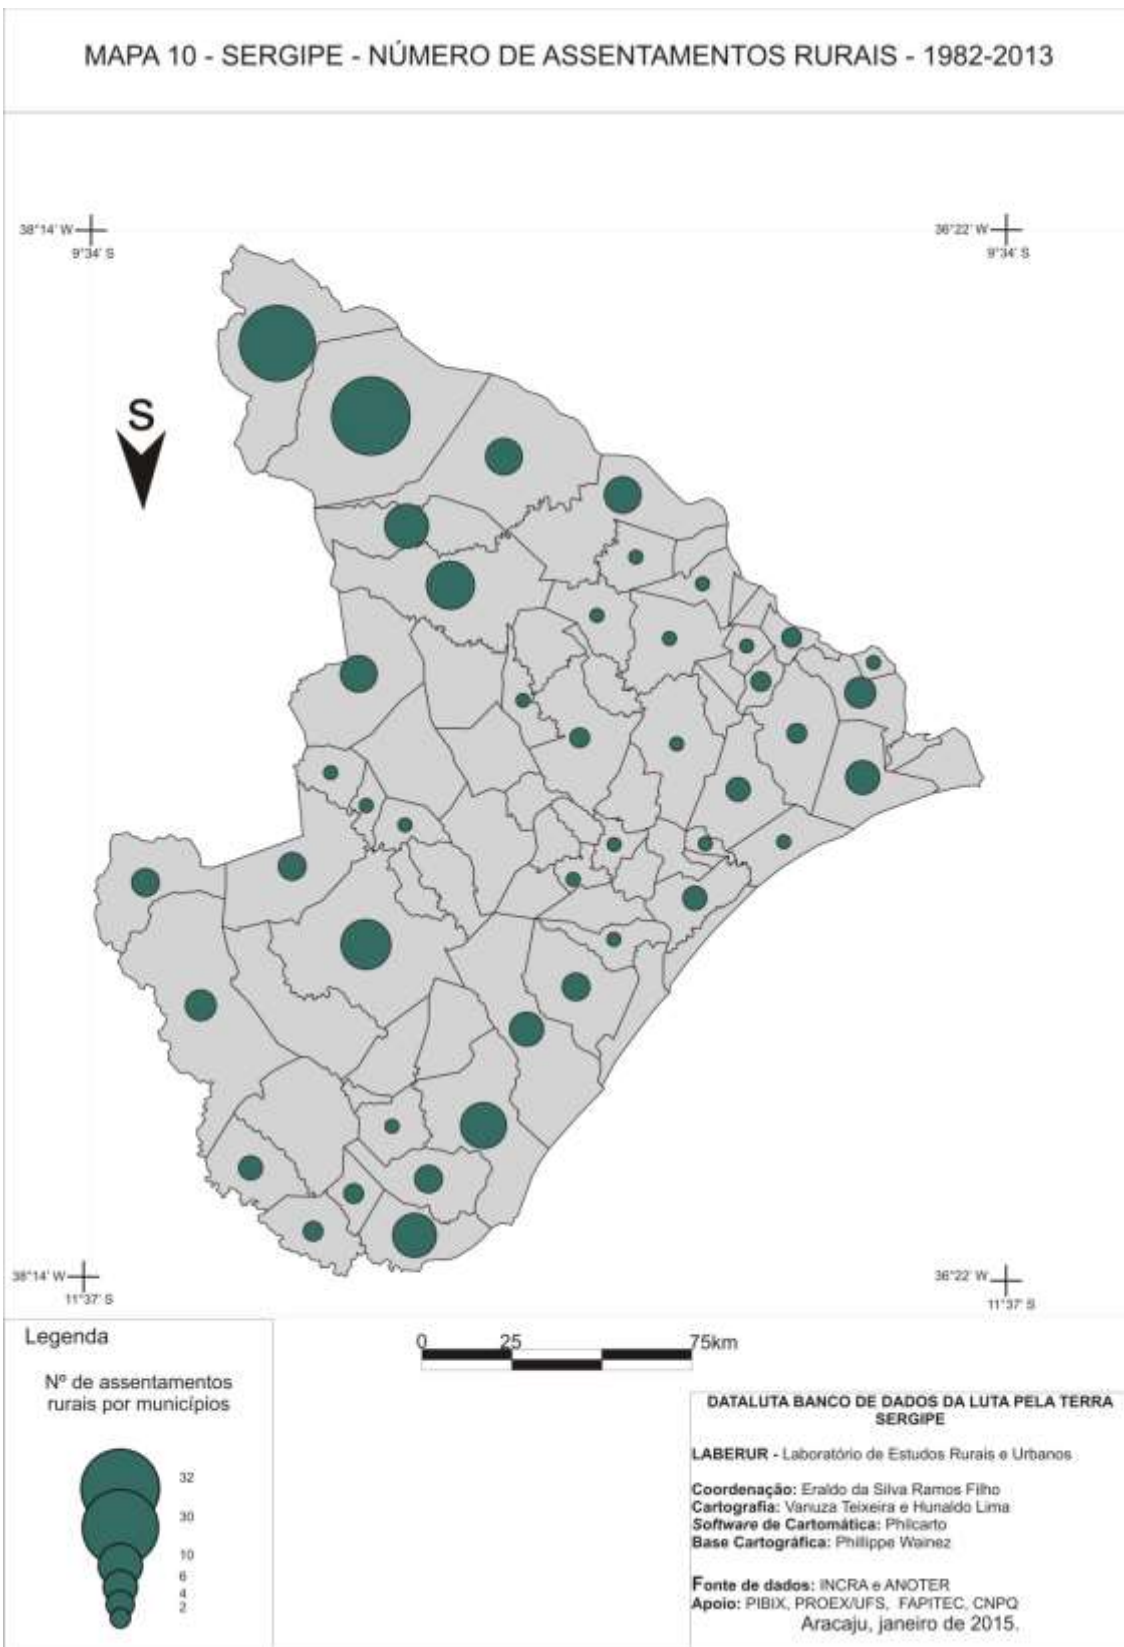 MAPA 10 - SERGIPE - NÚMERO DE ASSENTAMENTOS RURAIS - 1982-2013
38°14' W
9°34' S
36°22' W
9°34' S
S
38°14' W
11°37' S
36°22' W
11°37' S
Legenda
Nº de assentamentos
rurais por municípios
32
30
10
6
4
2
0 25 75km
DATALUTA BANCO DE DADOS DA LUTA PELA TERRA
SERGIPE
LABERUR - Laboratório de Estudos Rurais e Urbanos
Coordenação: Eraldo da Silva Ramos Filho
Cartografia: Vanuza Teixeira e Hunaldo Lima
Software de Cartomática: Philcarto
Base Cartográfica: Phillippe Wainez
Fonte de dados: INCRA e ANOTER
Apoio: PIBIX, PROEX/UFS, FAPITEC, CNPQ
Aracaju, janeiro de 2015.